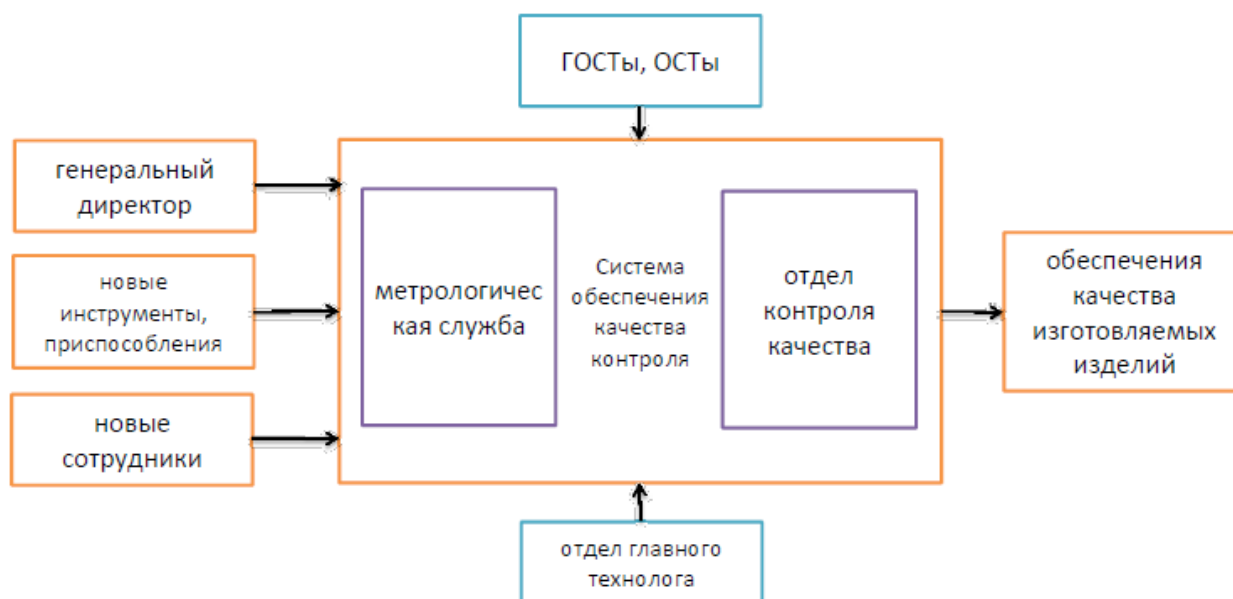 ГОСТы, ОСТы
генеральный
директор
новые
инструменты,
приспособления
новые
сотрудники
метрологичес
кая служба
Система
обеспечения
качества
контроля
отдел
контроля
качества
обеспечения
качества
изготовляемых
изделий
отдел главного
технолога